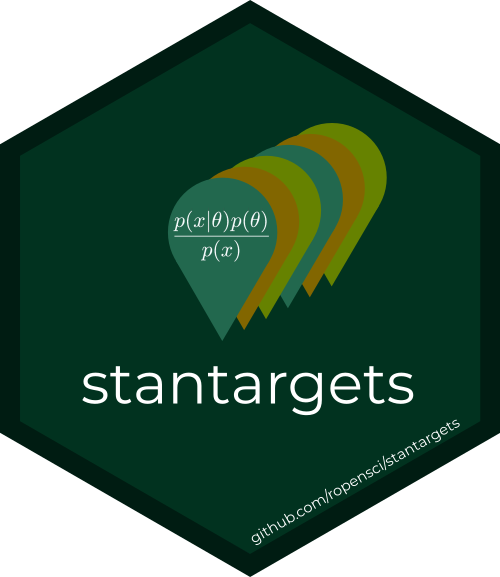 p(x|θ)p(θ)
p(x)
stantargets
github.com/ropensci/stantargets